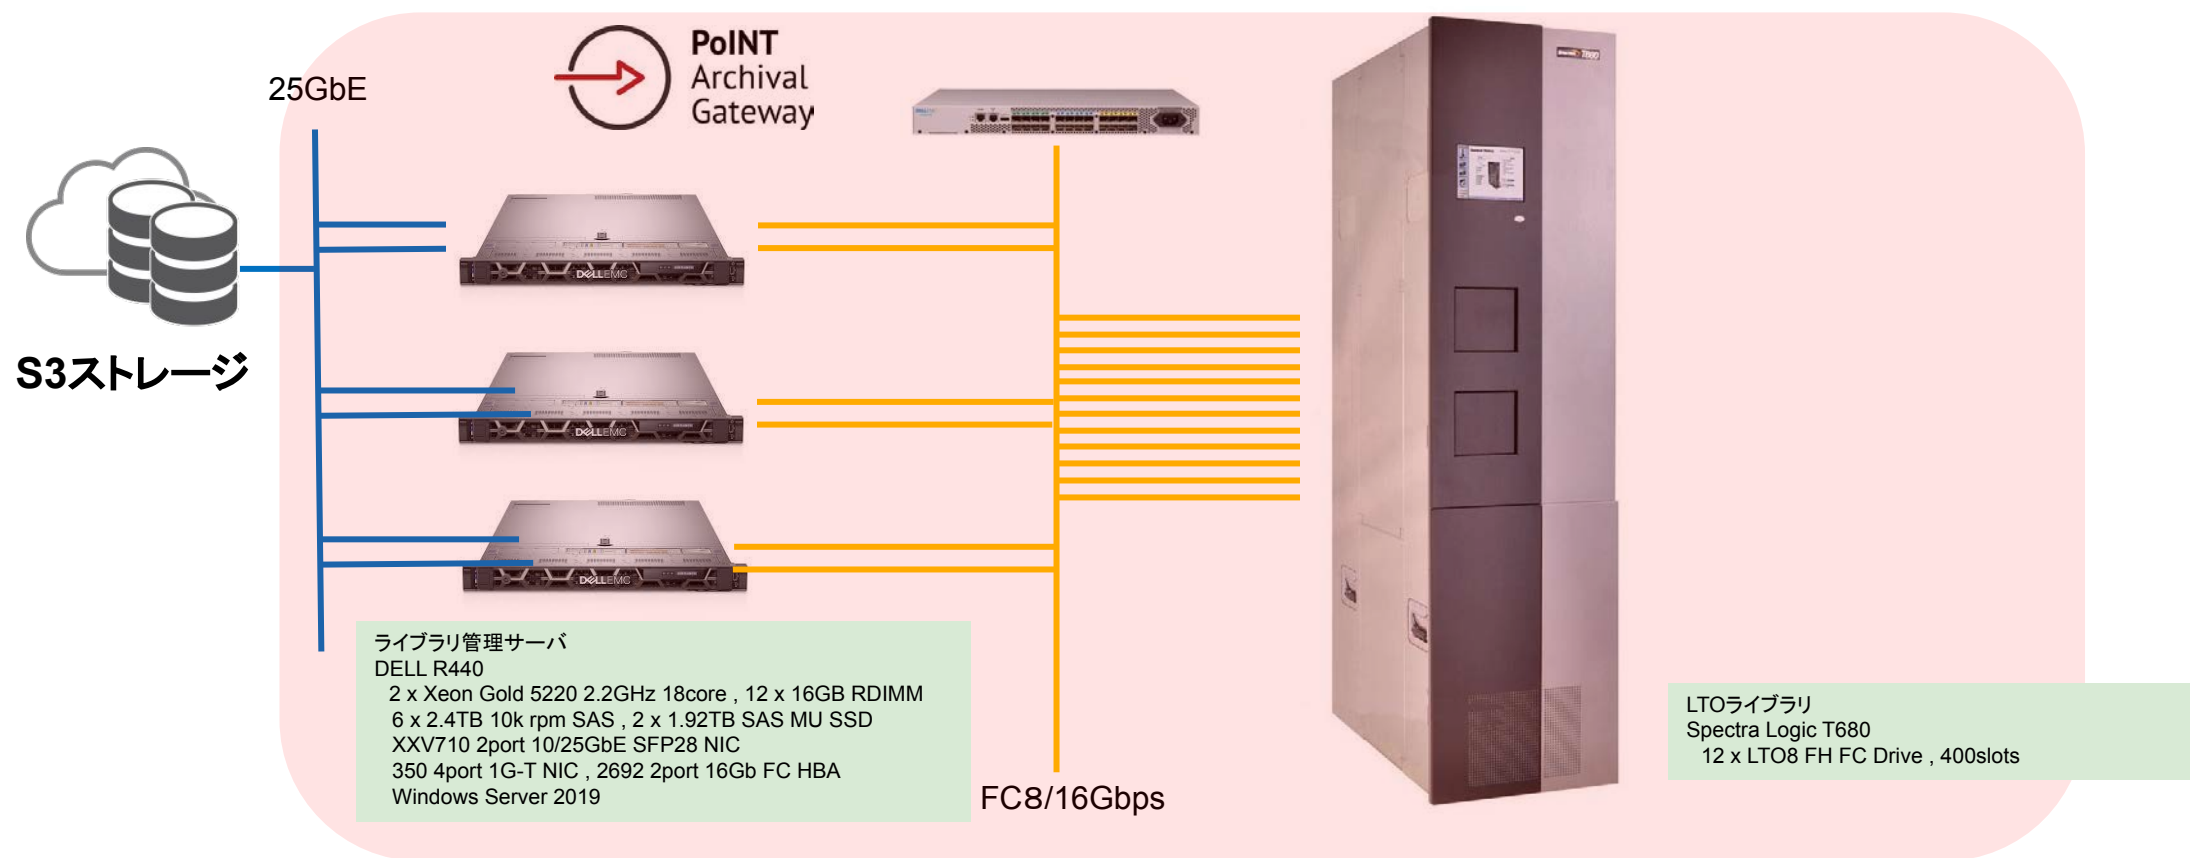 25GbE
PoINT
Archival
Gateway
S3ストレージ
DELLEMC
DELLEMC
DELLEMC
ライブラリ管理サーバ
DELL R440
2 x Xeon Gold 5220 2.2GHz 18core , 12 x 16GB RDIMM
6 x 2.4TB 10k rpm SAS , 2 x 1.92TB SAS MU SSD
XXV710 2port 10/25GbE SFP28 NIC
350 4port 1G-T NIC , 2692 2port 16Gb FC HBA
Windows Server 2019
FC8/16Gbps
LTOライブラリ
Spectra Logic T680
12 x LTO8 FH FC Drive , 400slots